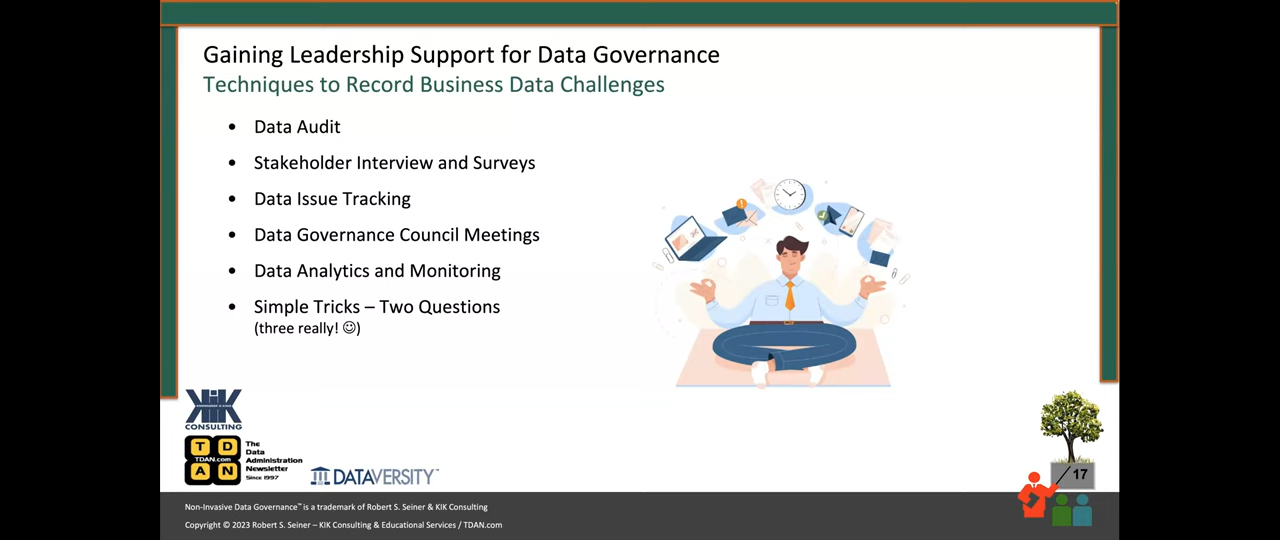 Gaining Leadership Support for Data Governance
Techniques to Record Business Data Challenges
• Data Audit
• Stakeholder Interview and Surveys
• Data Issue Tracking
• Data Governance Council Meetings
• Data Analytics and Monitoring
• Simple Tricks – Two Questions
(three really! ☺)
KIK
CONSULTING
T D
TDAN.com
A N
The
Data
Administration
Newsletter
Since 1997
DATAVERSITY™
17
Non-Invasive Data Governance™ is a trademark of Robert S. Seiner & KIK Consulting
Copyright © 2023 Robert S. Seiner – KIK Consulting & Educational Services / TDAN.com